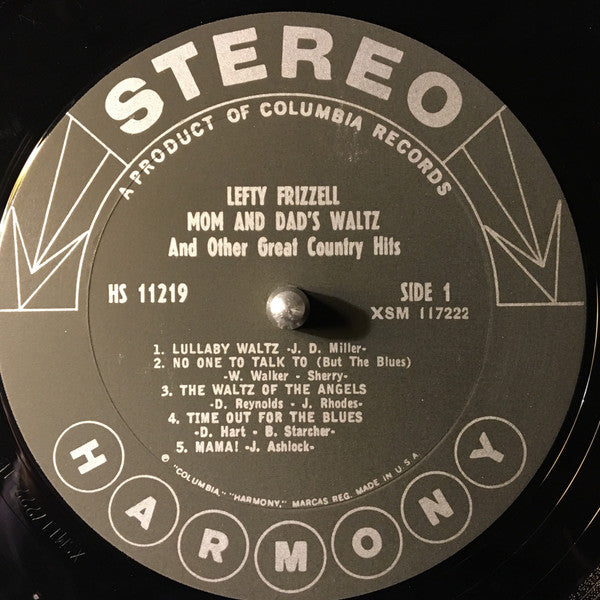 STEREO
A PRODUCT OF COLUMBIA RECORDS
LEFTY FRIZZELL
MOM AND DAD'S WALTZ
And Other Great Country Hits
HS 11219
SIDE 1
XSM 117222
1. LULLABY WALTZ -J. D. Miller-
2. NO ONE TO TALK TO (But The Blues)
-W. Walker - Sherry-
3. THE WALTZ OF THE ANGELS
-D. Reynolds - J. Rhodes-
4. TIME OUT FOR THE BLUES
-D. Hart - B. Starcher-
5. MAMA! -J. Ashlock-
℗ "COLUMBIA," "HARMONY," MARCAS REG. MADE IN U.S.A.
HARMONY